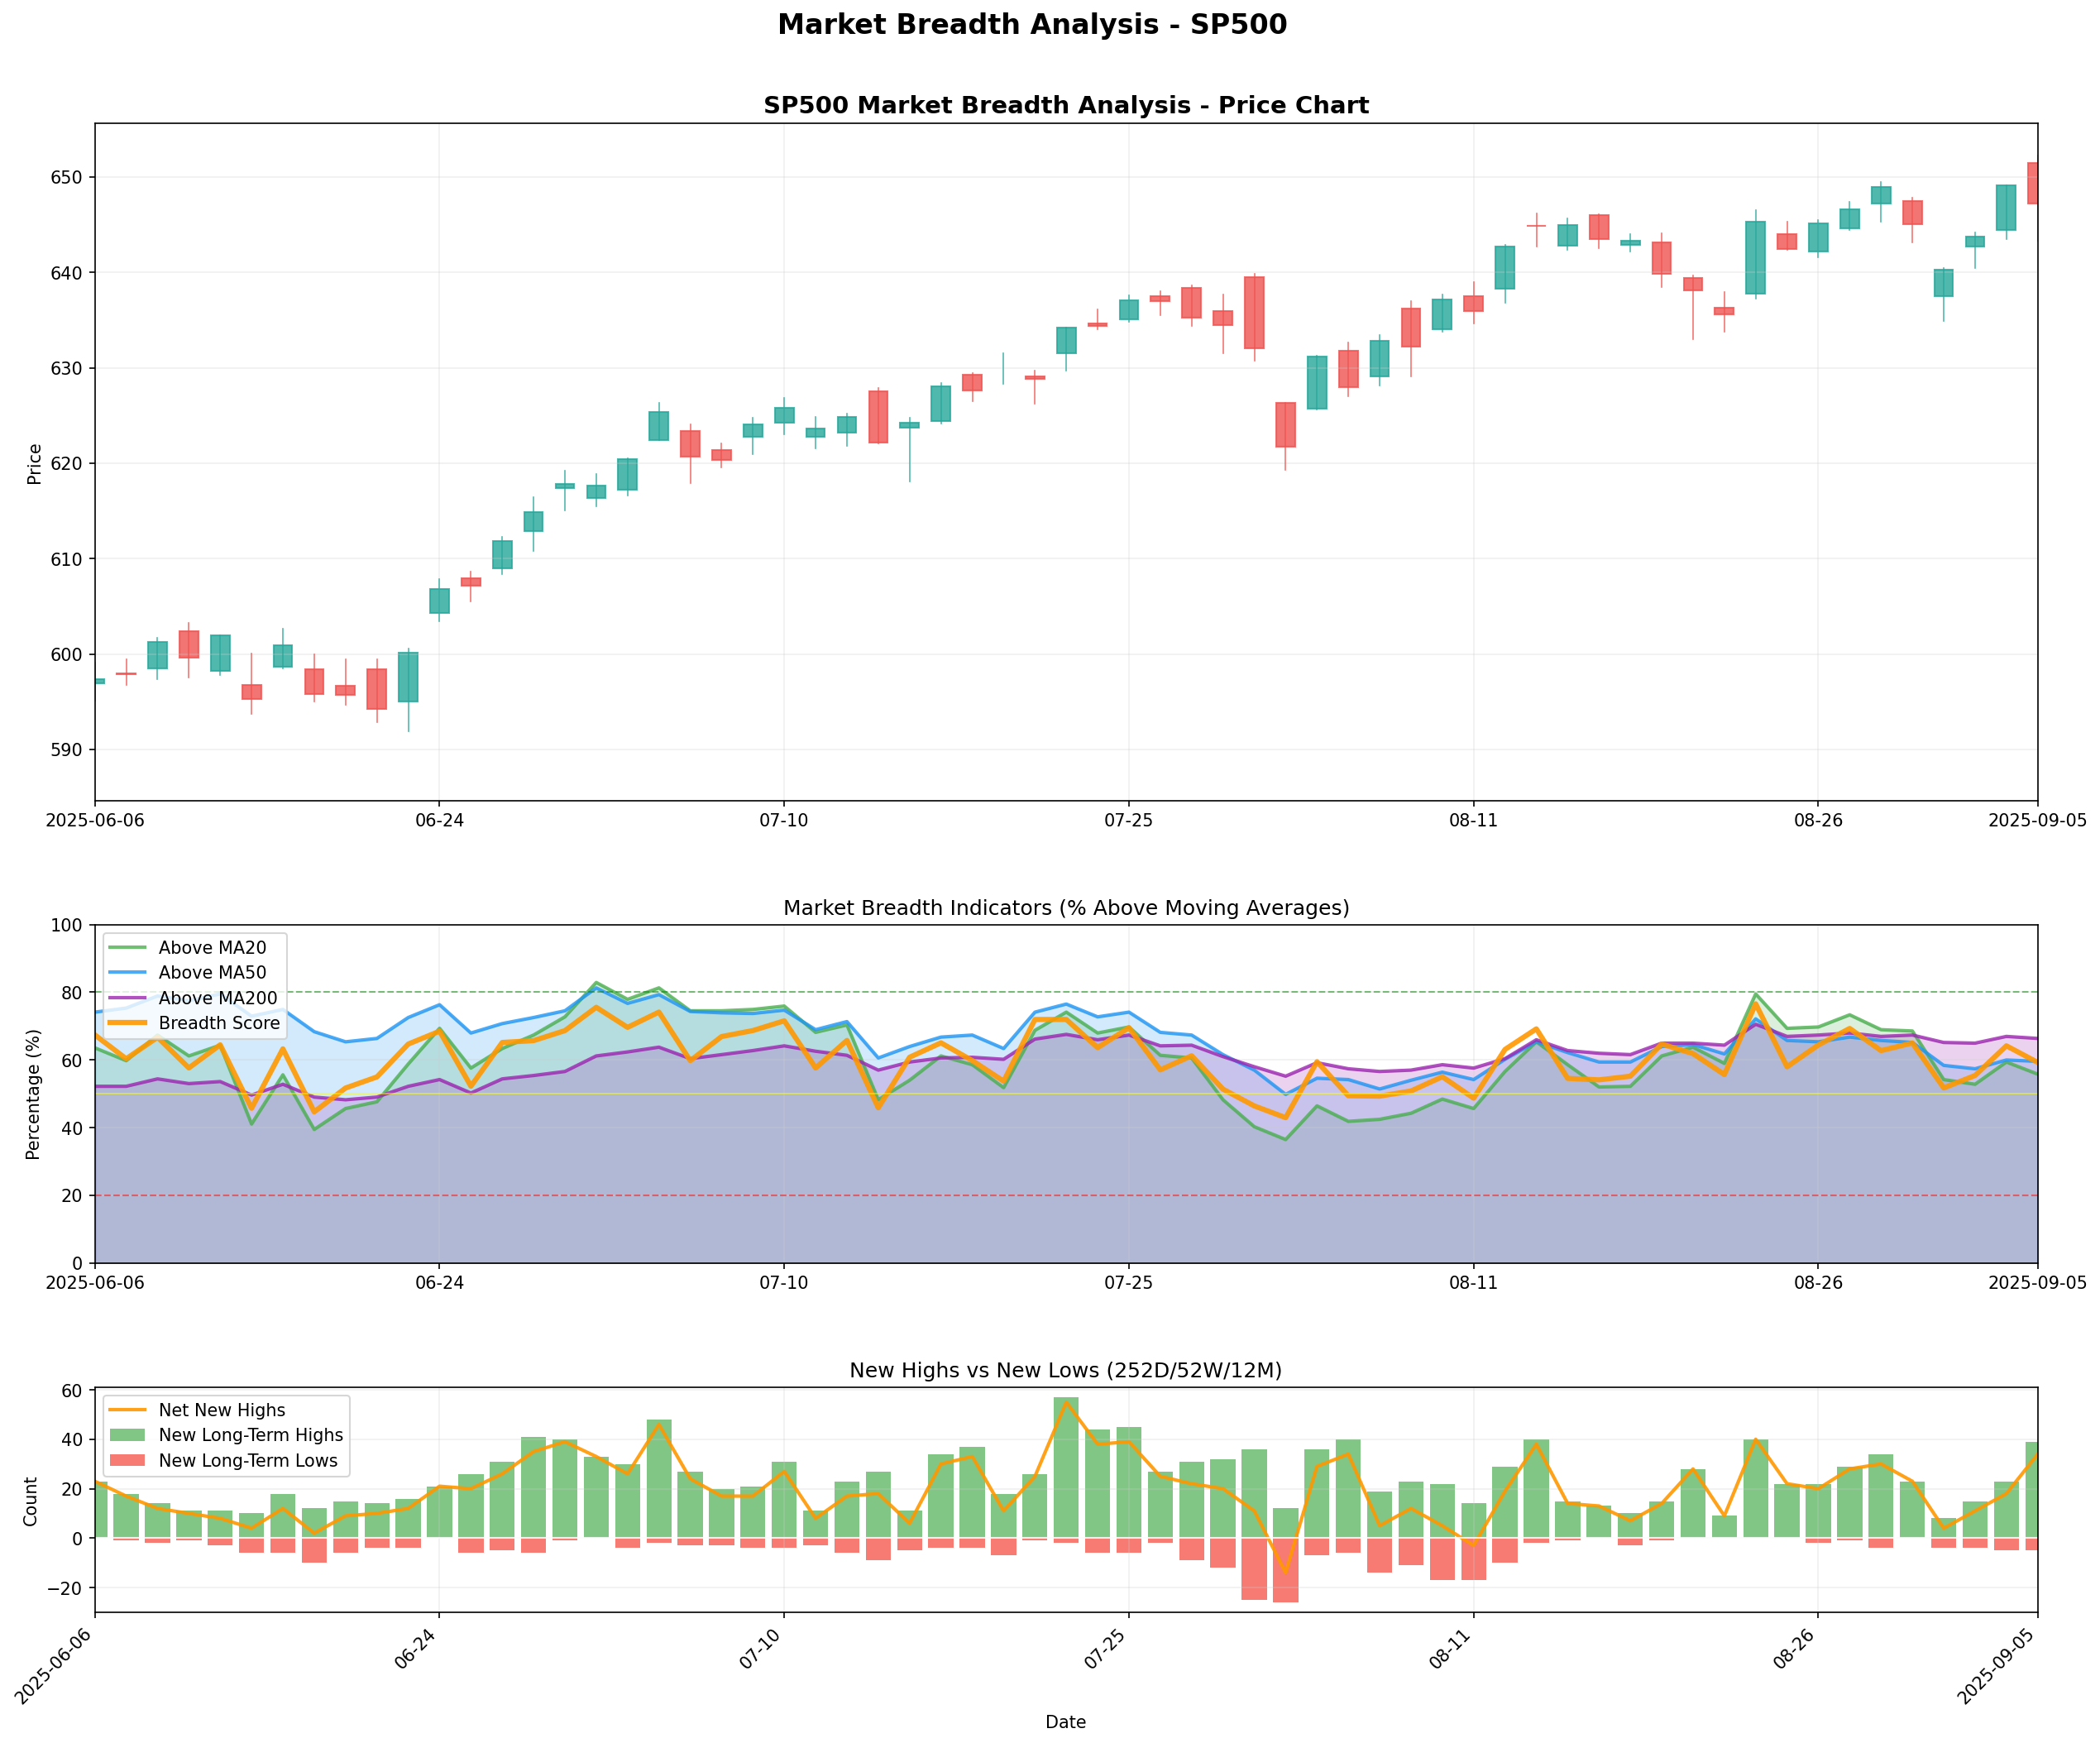 Market Breadth Analysis - SP500
SP500 Market Breadth Analysis - Price Chart
Price
650
640
630
620
610
600
590
2025-06-06
06-24
07-10
07-25
08-11
08-26
2025-09-05
Market Breadth Indicators (% Above Moving Averages)
Percentage (%)
100
80
60
40
20
0
Above MA20
Above MA50
Above MA200
Breadth Score
2025-06-06
06-24
07-10
07-25
08-11
08-26
2025-09-05
New Highs vs New Lows (252D/52W/12M)
Count
60
40
20
0
−20
Net New Highs
New Long-Term Highs
New Long-Term Lows
2025-06-06
06-24
07-10
07-25
08-11
08-26
2025-09-05
Date